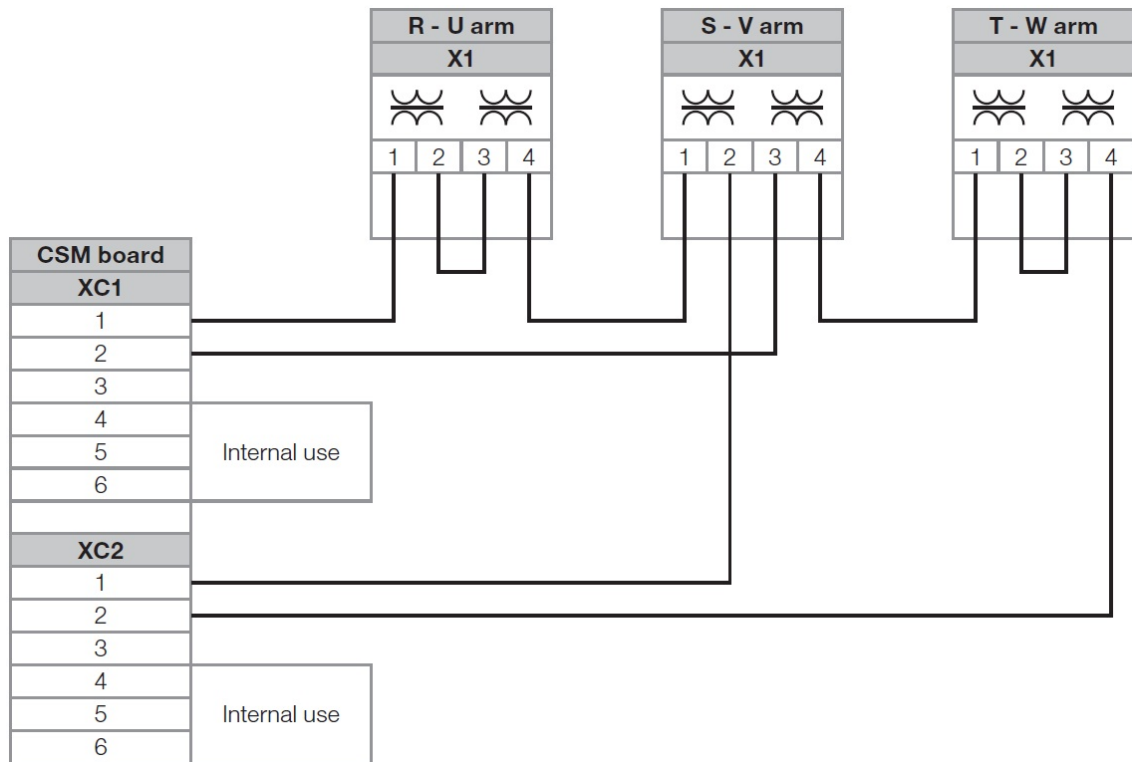 R - U arm
X1
1 2 3 4
S - V arm
X1
1 2 3 4
T - W arm
X1
1 2 3 4
CSM board
XC1
1
2
3
4
5
6
Internal use
XC2
1
2
3
4
5
6
Internal use